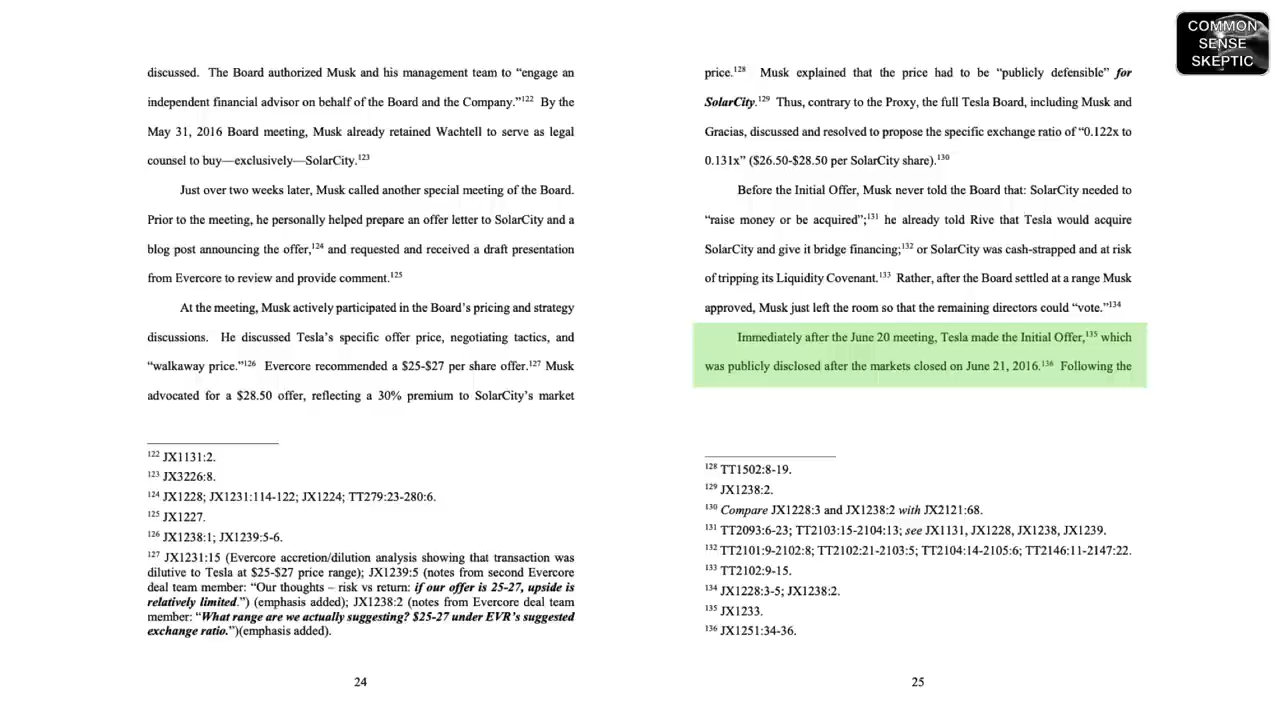 discussed. The Board authorized Musk and his management team to “engage an
independent financial advisor on behalf of the Board and the Company.”122 By the
May 31, 2016 Board meeting, Musk already retained Wachtell to serve as legal
counsel to buy—exclusively—SolarCity.123
Just over two weeks later, Musk called another special meeting of the Board.
Prior to the meeting, he personally helped prepare an offer letter to SolarCity and a
blog post announcing the offer,124 and requested and received a draft presentation
from Evercore to review and provide comment.125
At the meeting, Musk actively participated in the Board’s pricing and strategy
discussions. He discussed Tesla’s specific offer price, negotiating tactics, and
“walkaway price.”126 Evercore recommended a $25-$27 per share offer.127 Musk
advocated for a $28.50 offer, reflecting a 30% premium to SolarCity’s market
122 JX1131:2.
123 JX3226:8.
124 JX1228; JX1231:114-122; JX1224; TT279:23-280:6.
125 JX1227.
126 JX1238:1; JX1239:5-6.
127 JX1231:15 (Evercore accretion/dilution analysis showing that transaction was
dilutive to Tesla at $25-$27 price range); JX1239:5 (notes from second Evercore
deal team member: “Our thoughts – risk vs return: if our offer is 25-27, upside is
relatively limited.”) (emphasis added); JX1238:2 (notes from Evercore deal team
member: “What range are we actually suggesting? $25-27 under EVR’s suggested
exchange ratio.”)(emphasis added).
24
price.128 Musk explained that the price had to be “publicly defensible” for
SolarCity.129 Thus, contrary to the Proxy, the full Tesla Board, including Musk and
Gracias, discussed and resolved to propose the specific exchange ratio of “0.122x to
0.131x” ($26.50-$28.50 per SolarCity share).130
Before the Initial Offer, Musk never told the Board that: SolarCity needed to
“raise money or be acquired”;131 he already told Rive that Tesla would acquire
SolarCity and give it bridge financing;132 or SolarCity was cash-strapped and at risk
of tripping its Liquidity Covenant.133 Rather, after the Board settled at a range Musk
approved, Musk just left the room so that the remaining directors could “vote.”134
Immediately after the June 20 meeting, Tesla made the Initial Offer,135 which
was publicly disclosed after the markets closed on June 21, 2016.136 Following the
128 TT1502:8-19.
129 JX1238:2.
130 Compare JX1228:3 and JX1238:2 with JX2121:68.
131 TT2093:6-23; TT2103:15-2104:13; see JX1131, JX1228, JX1238, JX1239.
132 TT2101:9-2102:8; TT2102:21-2103:5; TT2104:14-2105:6; TT2146:11-2147:22.
133 TT2102:9-15.
134 JX1228:3-5; JX1238:2.
135 JX1233.
136 JX1251:34-36.
25
COMMON
SENSE
SKEPTIC